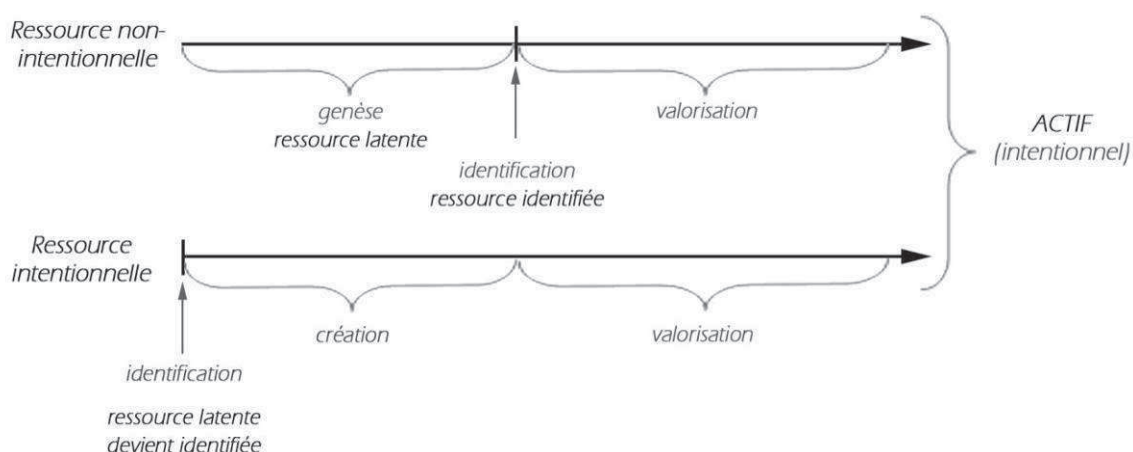 Ressource non-
intentionnelle
genèse
ressource latente
valorisation
identification
ressource identifiée
ACTIF
(intentionnel)
Ressource
intentionnelle
création
valorisation
identification
ressource latente
devient identifiée